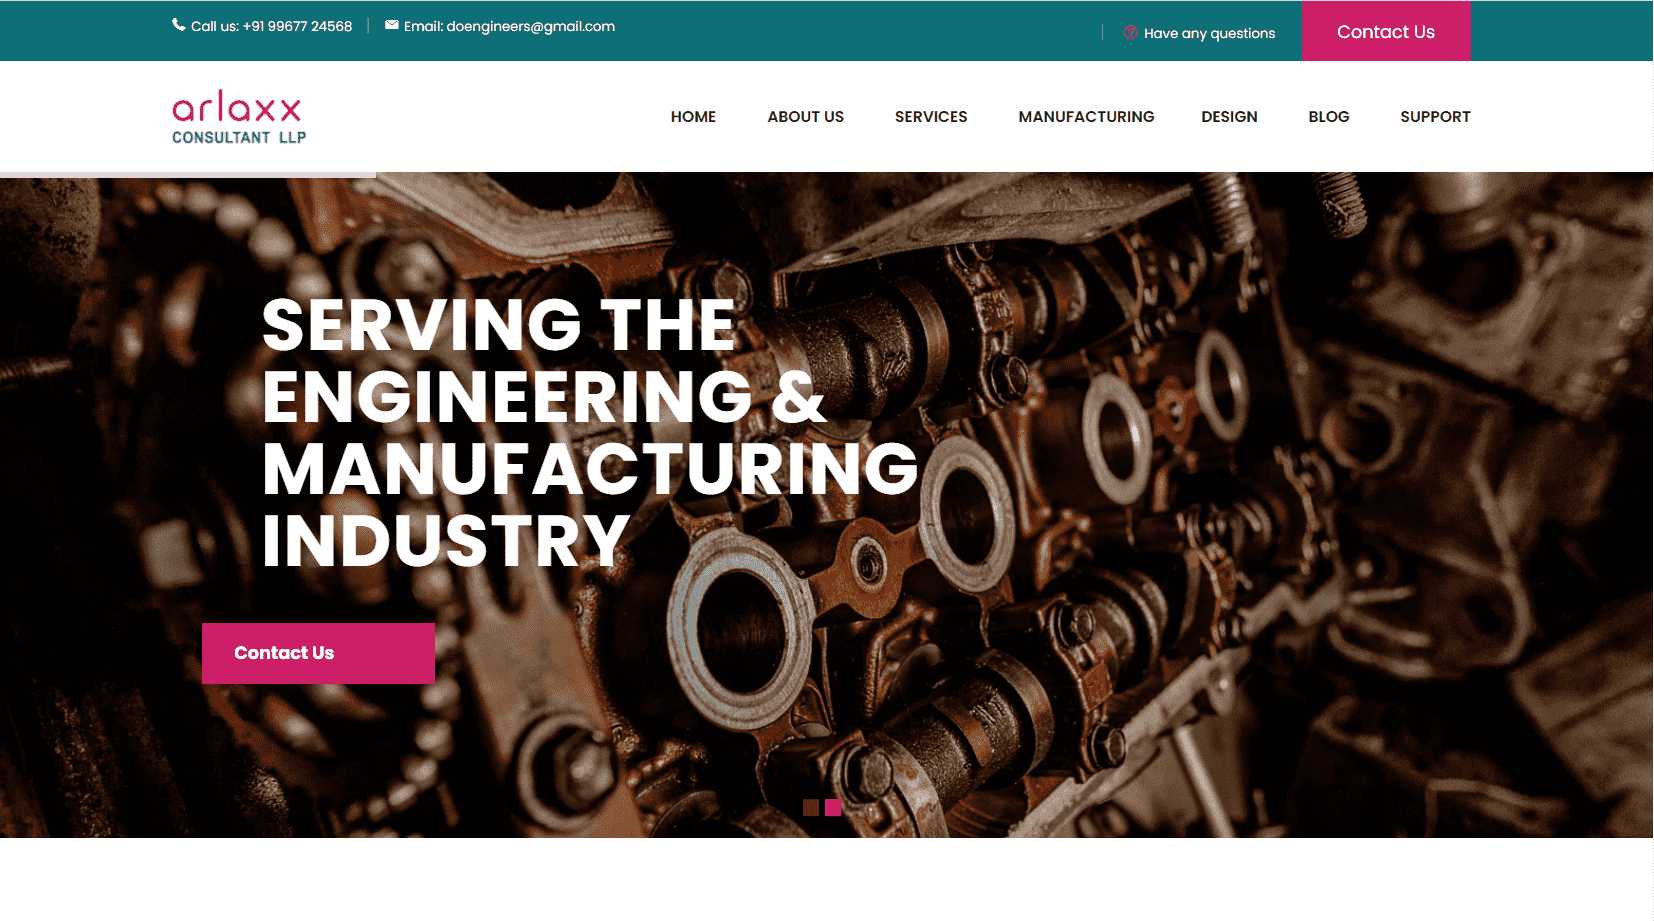 Call us: +91 99677 24568
Email: doengineers@gmail.com
Have any questions
Contact Us
arlaxx
CONSULTANT LLP
HOME
ABOUT US
SERVICES
MANUFACTURING
DESIGN
BLOG
SUPPORT
SERVING THE
ENGINEERING &
MANUFACTURING
INDUSTRY
Contact Us